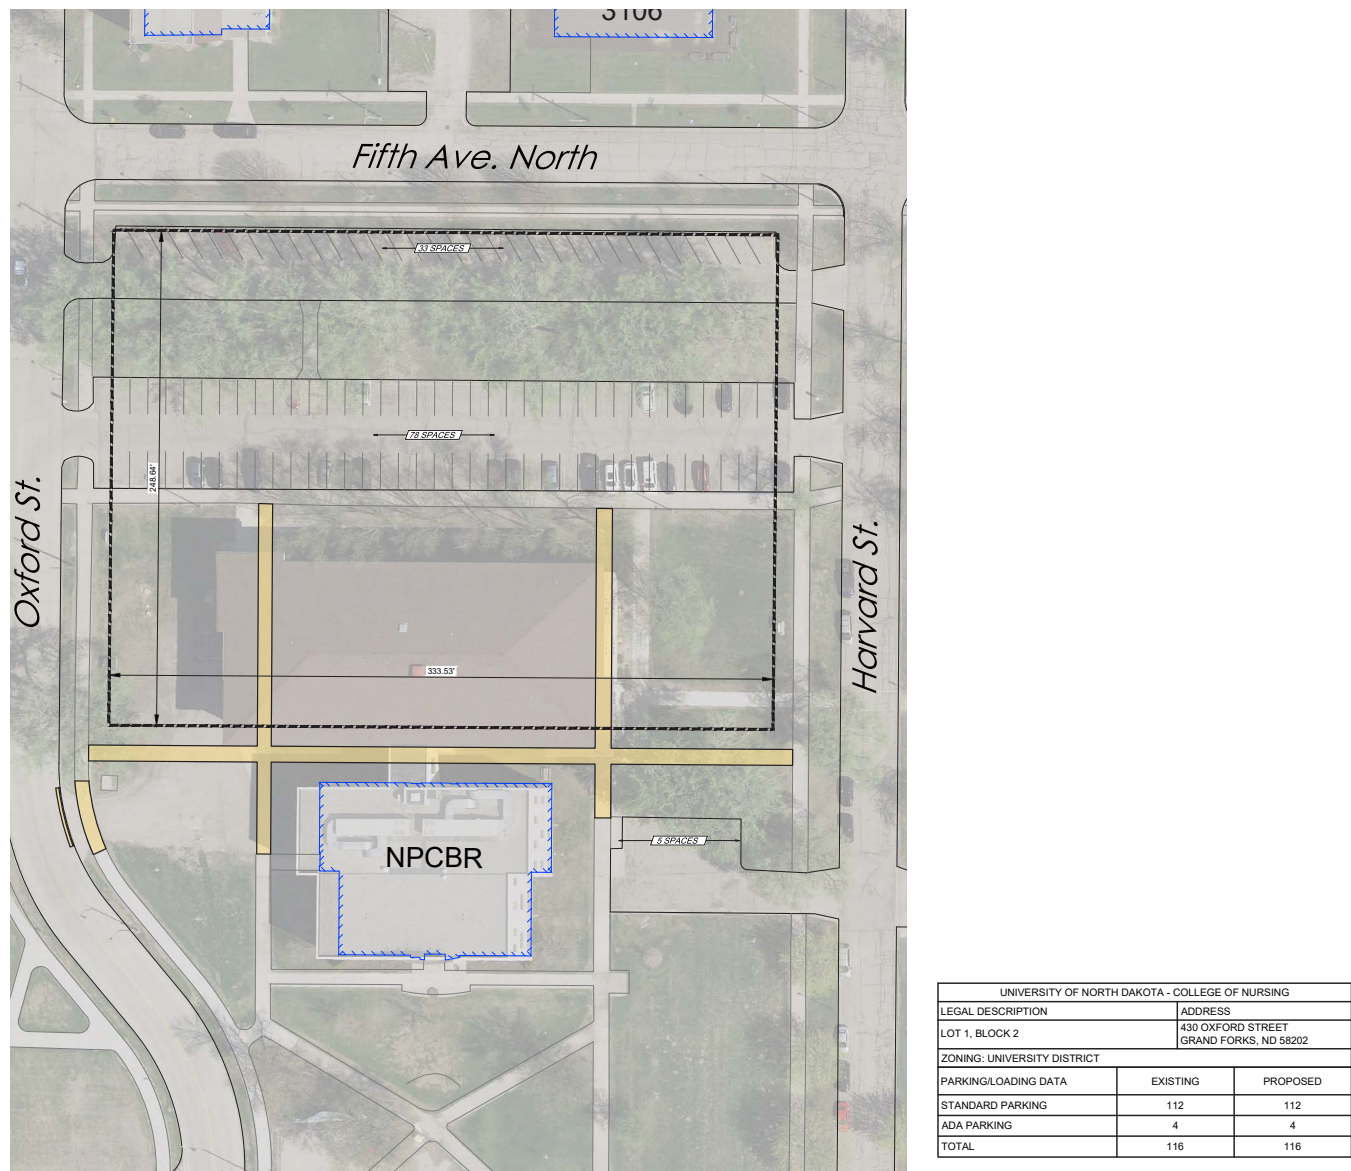 3106
Fifth Ave. North
33 SPACES
78 SPACES
248.64'
Oxford St.
Harvard St.
333.53'
5 SPACES
NPCBR
UNIVERSITY OF NORTH DAKOTA - COLLEGE OF NURSING
LEGAL DESCRIPTION ADDRESS
LOT 1, BLOCK 2 430 OXFORD STREET
GRAND FORKS, ND 58202
ZONING: UNIVERSITY DISTRICT
PARKING/LOADING DATA EXISTING PROPOSED
STANDARD PARKING 112 112
ADA PARKING 4 4
TOTAL 116 116